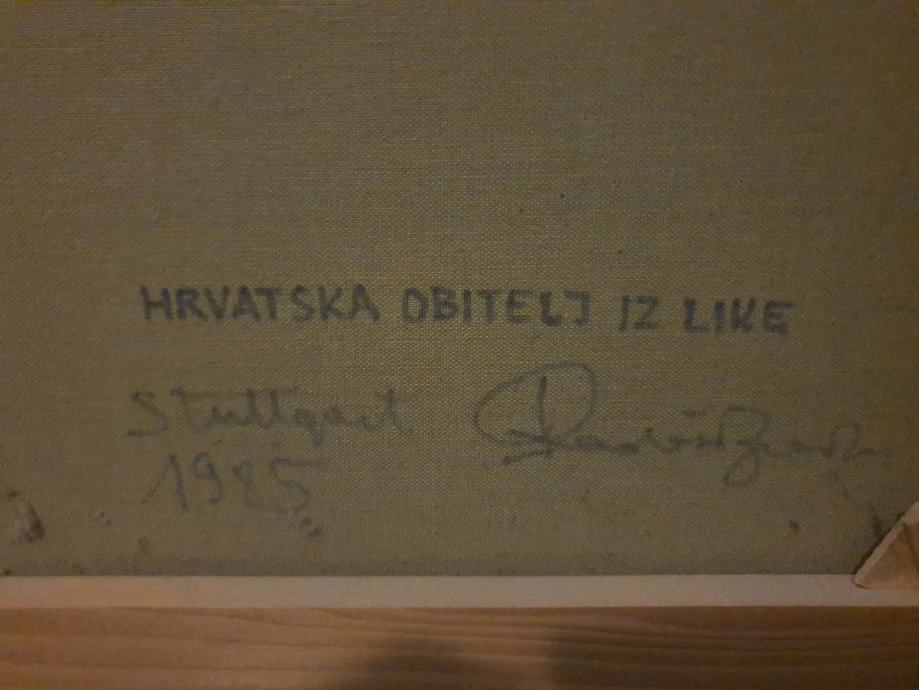 HRVATSKA OBITELJ IZ LIKE
Stuttgart
1985